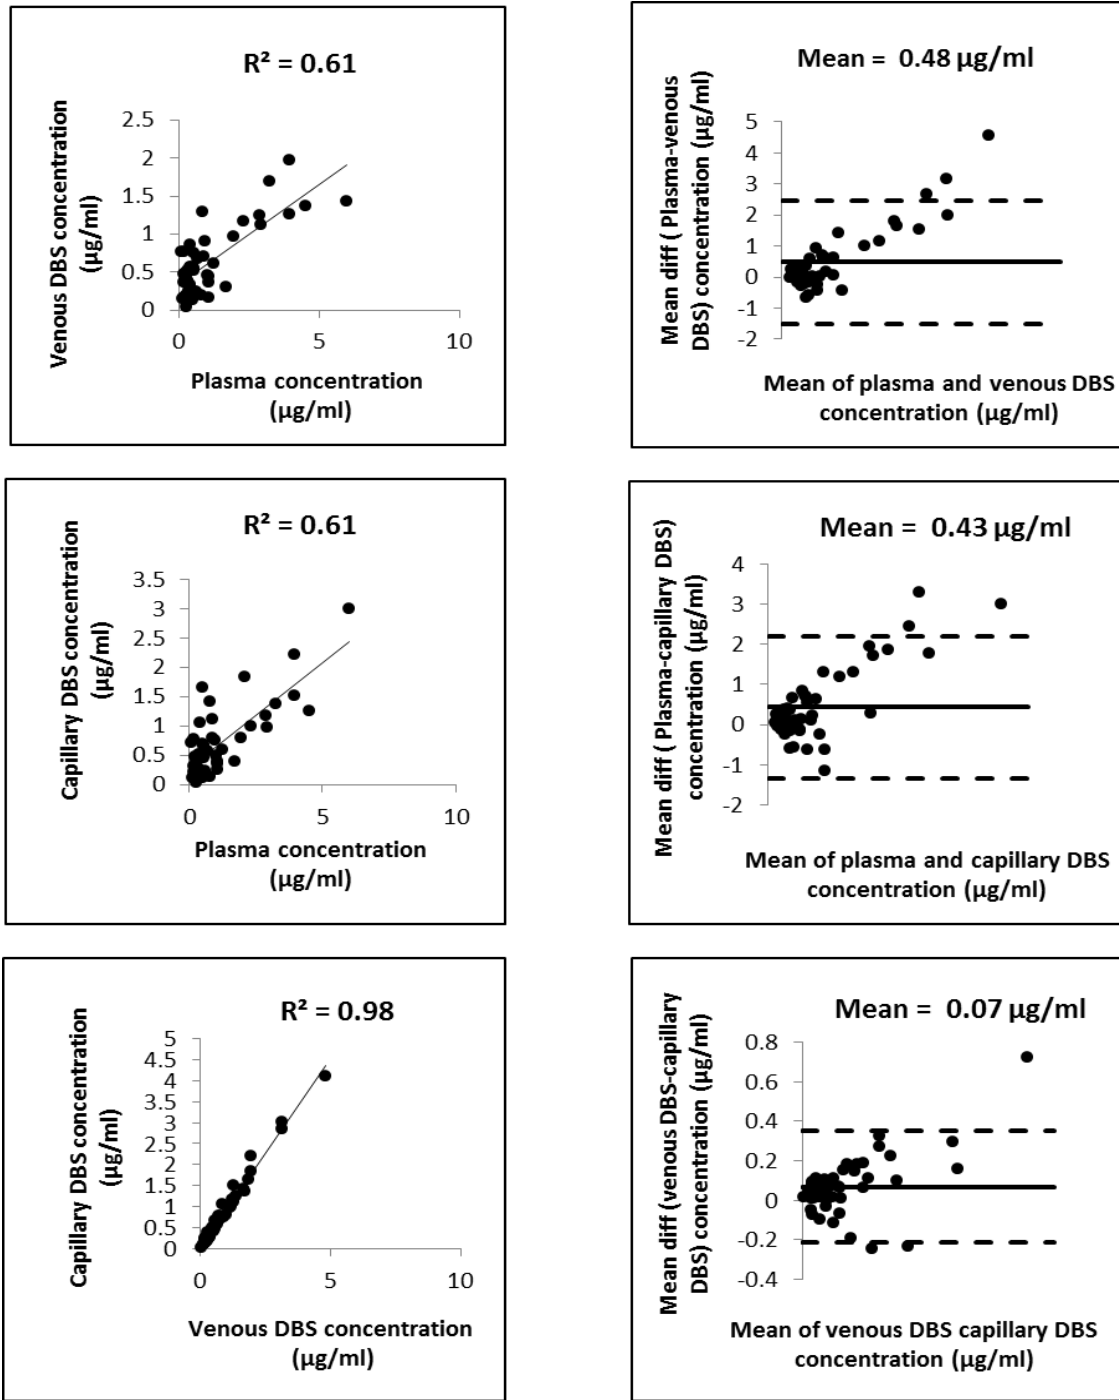 R² = 0.61
Venous DBS concentration
(µg/ml)
2.5
2
1.5
1
0.5
0
0 5 10
Plasma concentration
(µg/ml)
Mean = 0.48 µg/ml
Mean diff ( Plasma-venous
DBS) concentration (µg/ml)
5
4
3
2
1
0
-1
-2
Mean of plasma and venous DBS
concentration (µg/ml)
R² = 0.61
Capillary DBS concentration
(µg/ml)
3.5
3
2.5
2
1.5
1
0.5
0
0 5 10
Plasma concentration
(µg/ml)
Mean = 0.43 µg/ml
Mean diff ( Plasma-capillary DBS)
concentration (µg/ml)
4
3
2
1
0
-1
-2
Mean of plasma and capillary DBS
concentration (µg/ml)
R² = 0.98
Capillary DBS concentration
(µg/ml)
5
4.5
4
3.5
3
2.5
2
1.5
1
0.5
0
0 5 10
Venous DBS concentration
(µg/ml)
Mean = 0.07 µg/ml
Mean diff (venous DBS-capillary
DBS) concentration (µg/ml)
0.8
0.6
0.4
0.2
0
-0.2
-0.4
Mean of venous DBS capillary DBS
concentration (µg/ml)